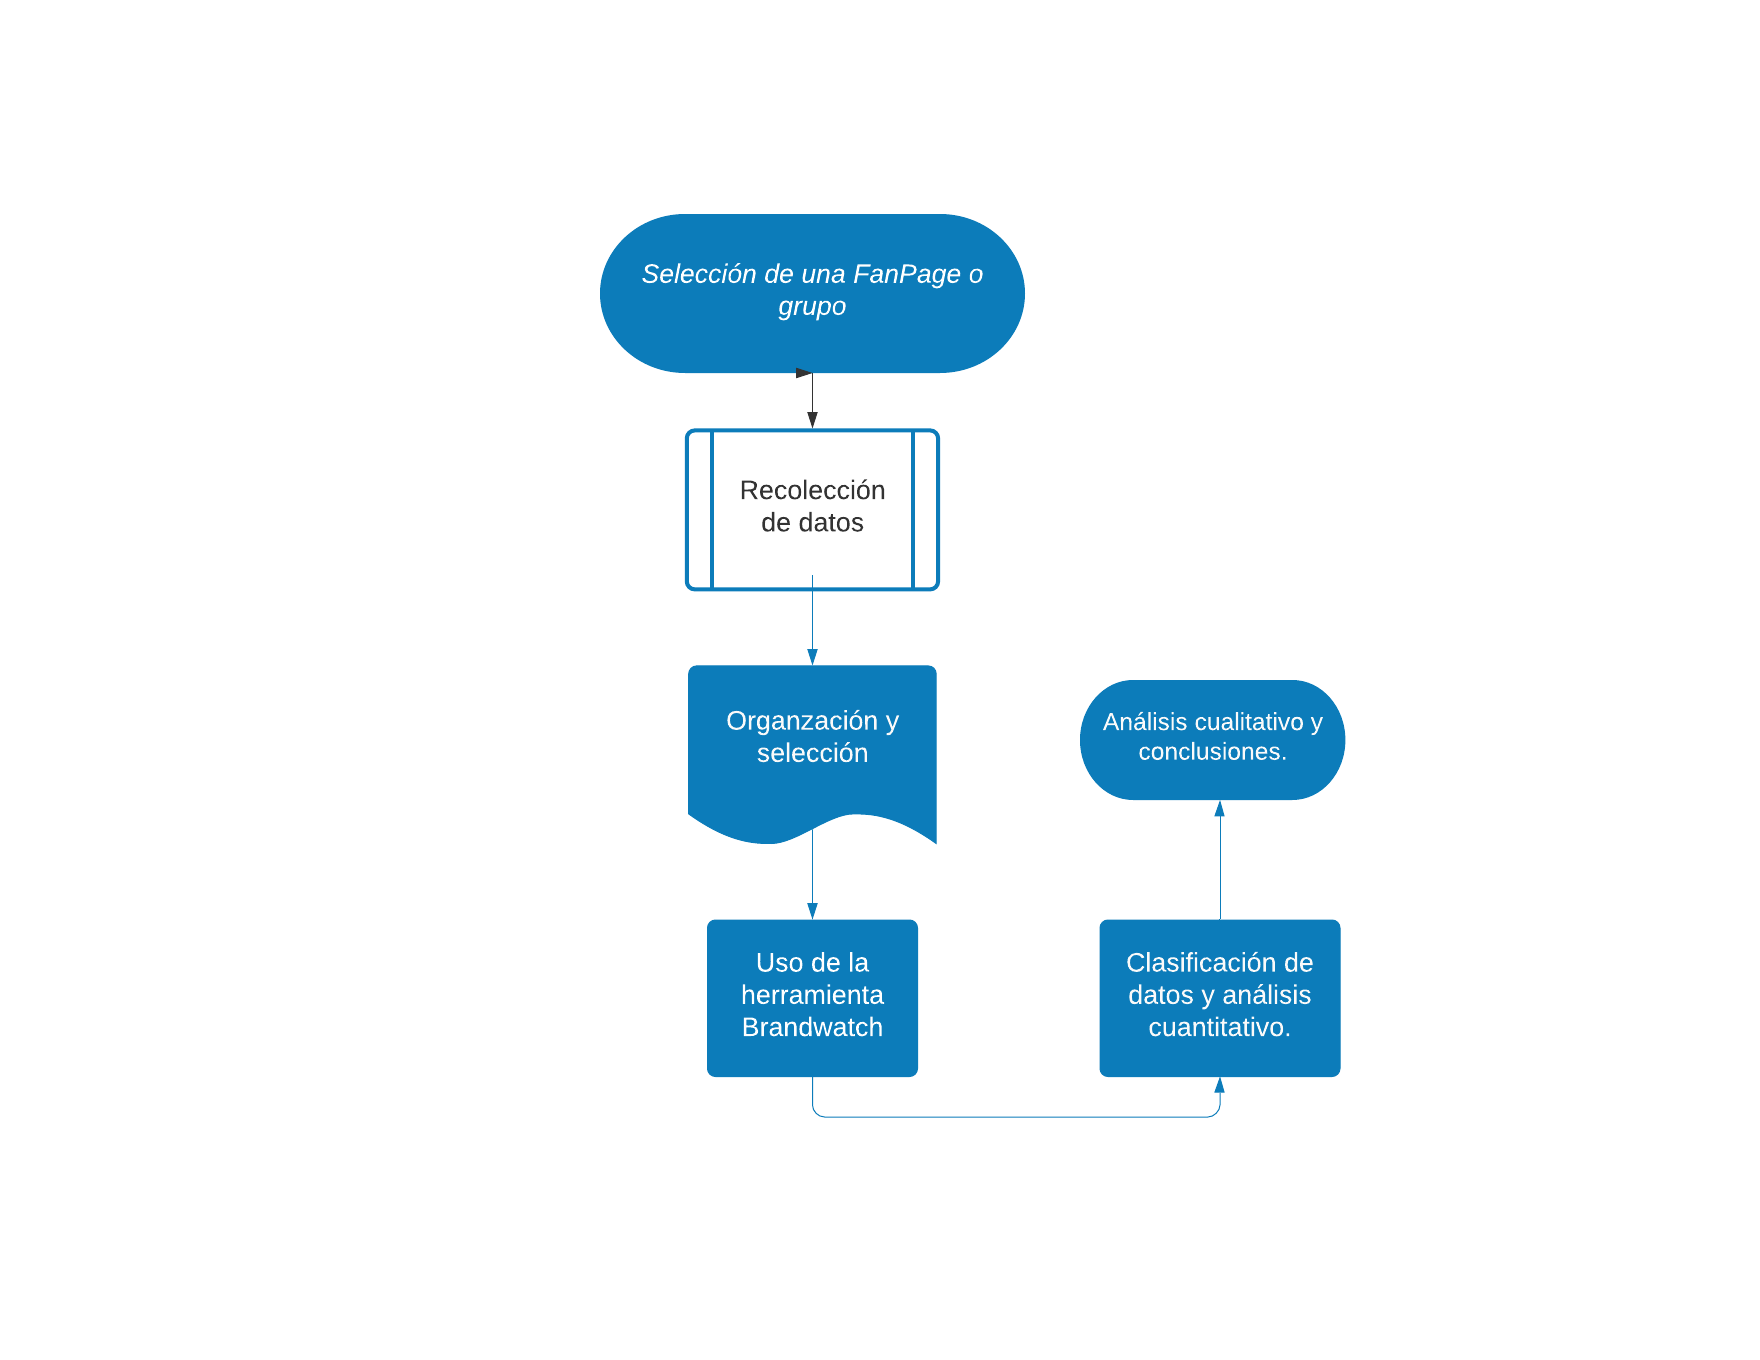 Selección de una FanPage o
grupo
Recolección
de datos
Organzación y
selección
Uso de la
herramienta
Brandwatch
Clasificación de
datos y análisis
cuantitativo.
Análisis cualitativo y
conclusiones.